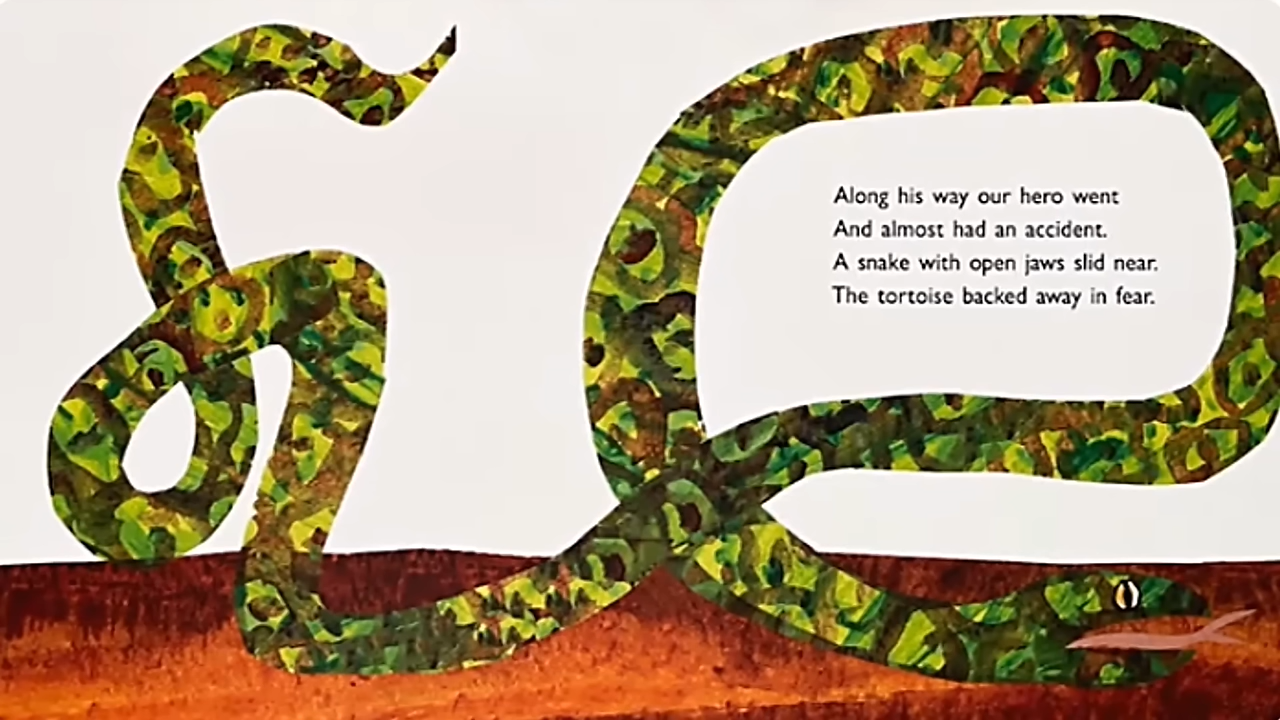 Along his way our hero went
And almost had an accident.
A snake with open jaws slid near.
The tortoise backed away in fear.